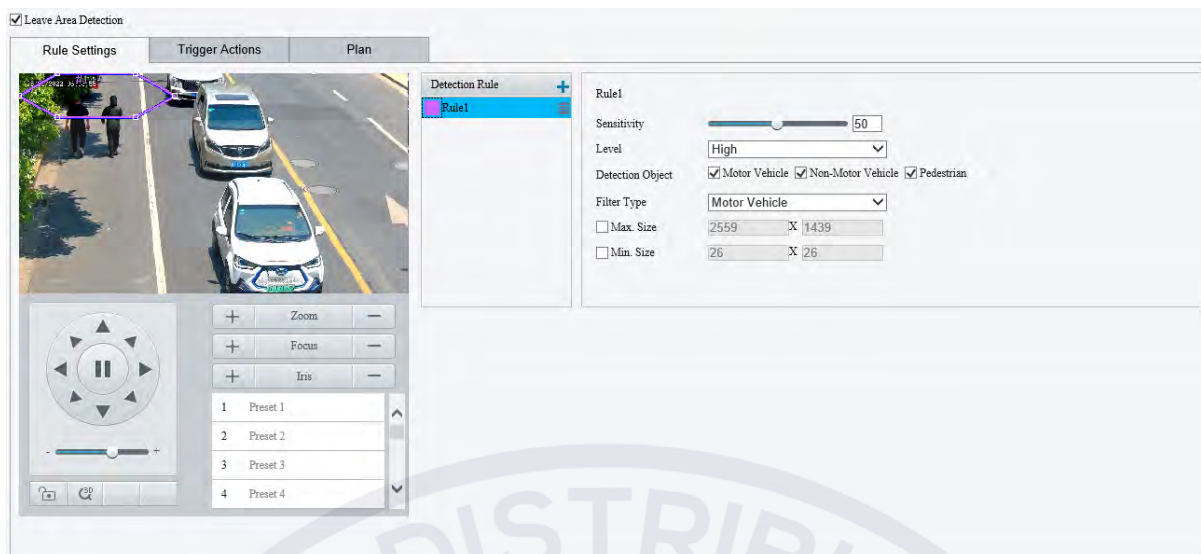 Leave Area Detection
Rule Settings
Trigger Actions
Plan
Detection Rule
Rule1
Rule1
Sensitivity
50
Level
High
Detection Object
Motor Vehicle
Non-Motor Vehicle
Pedestrian
Filter Type
Motor Vehicle
Max. Size
2559 X 1439
Min. Size
26 X 26
+ Zoom −
+ Focus −
+ Iris −
1 Preset 1
2 Preset 2
3 Preset 3
4 Preset 4
- +
3D
DISTRIB